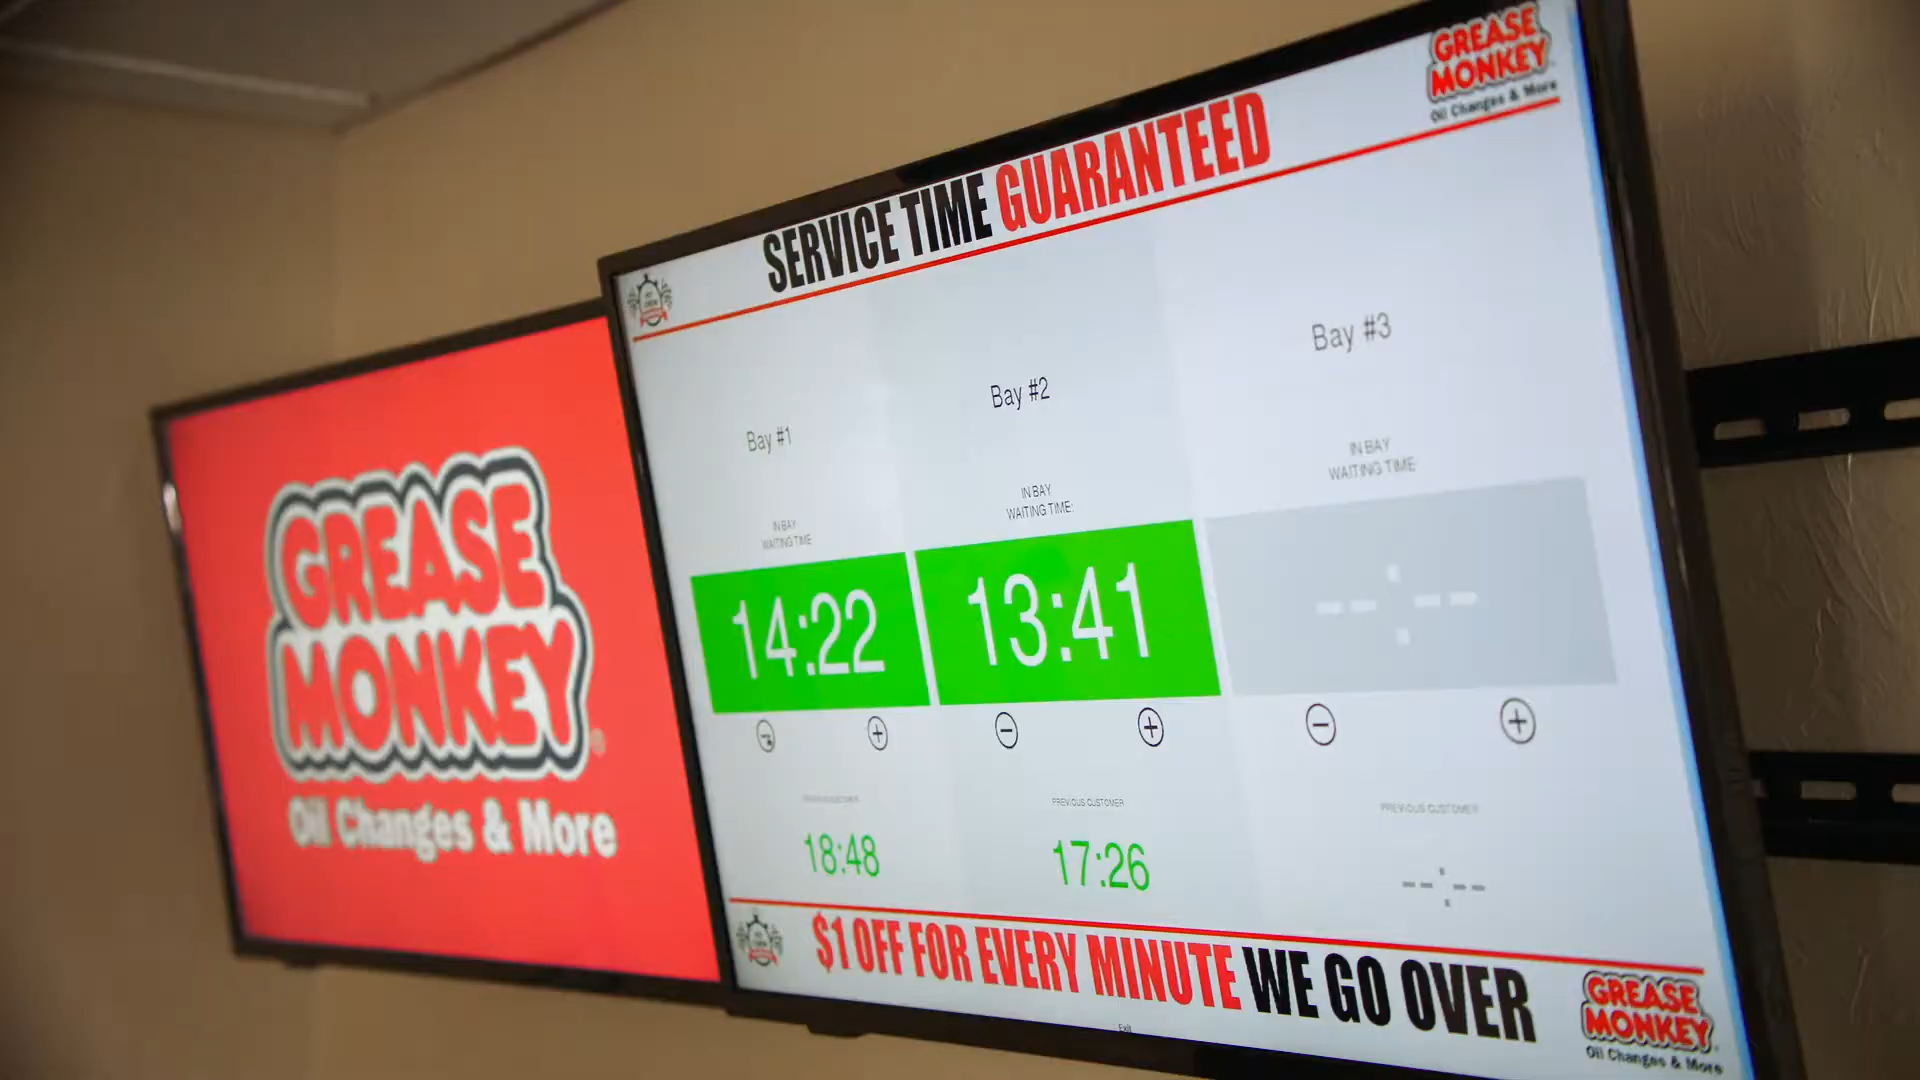 GREASE
MONKEY
Oil Changes & More
SERVICE TIME GUARANTEED
GREASE
MONKEY
Oil Changes & More
Bay #1
IN BAY
WAITING TIME
14:22
18:48
Bay #2
IN BAY
WAITING TIME:
13:41
PREVIOUS CUSTOMER
17:26
Bay #3
IN BAY
WAITING TIME:
--:--
PREVIOUS CUSTOMER
--:--
$1 OFF FOR EVERY MINUTE WE GO OVER
Exit
GREASE
MONKEY
Oil Changes & More